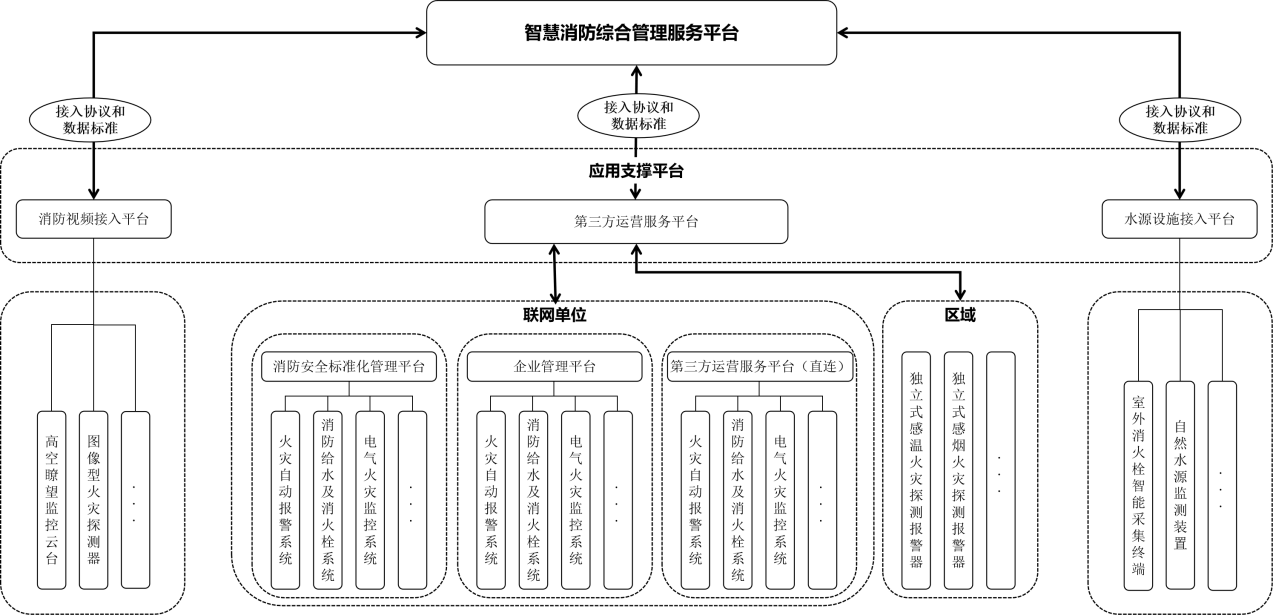 智慧消防综合管理服务平台
接入协议和
数据标准
接入协议和
数据标准
接入协议和
数据标准
应用支撑平台
消防视频接入平台
第三方运营服务平台
水源设施接入平台
联网单位
区域
消防安全标准化管理平台
企业管理平台
第三方运营服务平台（直连）
高空瞭望监控云台
图像型火灾探测器
...
火灾自动报警系统
消防给水及消火栓系统
电气火灾监控系统
...
火灾自动报警系统
消防给水及消火栓系统
电气火灾监控系统
...
火灾自动报警系统
消防给水及消火栓系统
电气火灾监控系统
...
独立式感温火灾探测报警器
独立式感烟火灾探测报警器
...
室外消火栓智能采集终端
自然水源监测装置
...